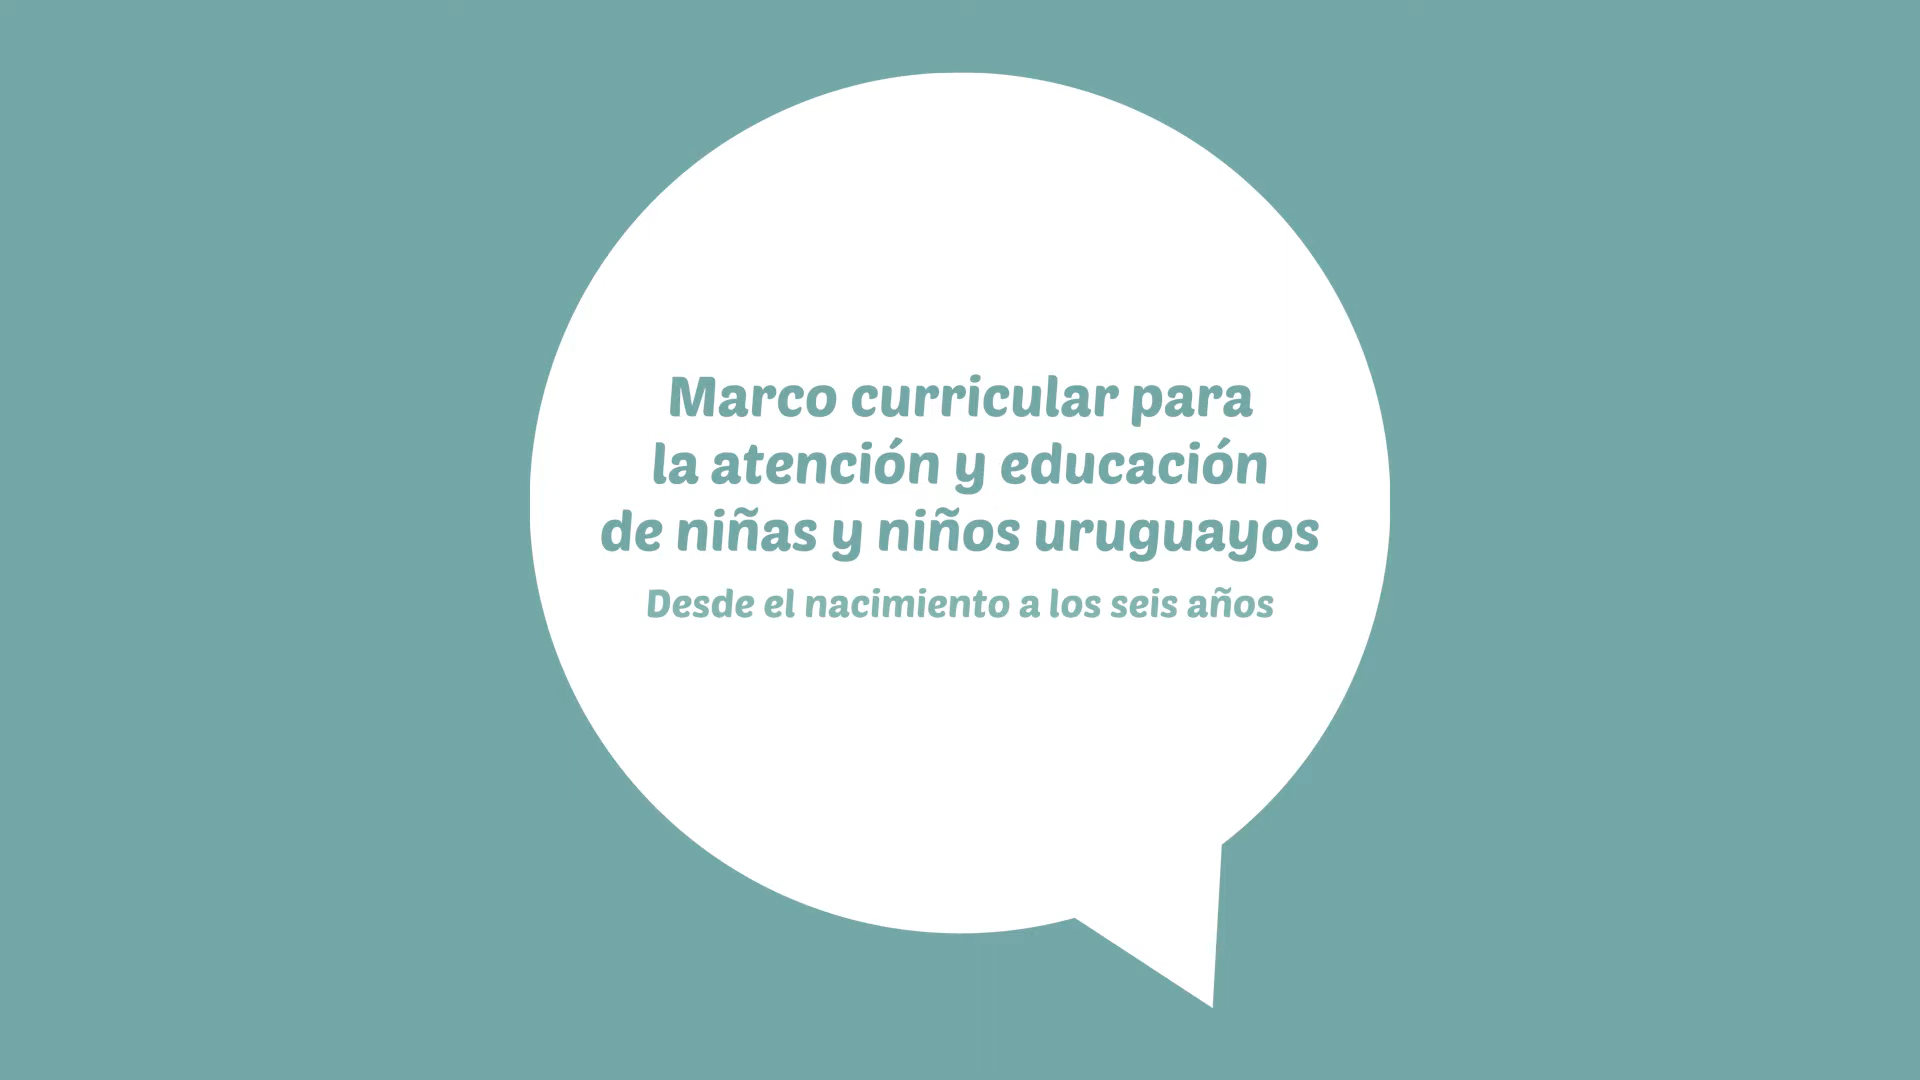 Marco curricular para
la atención y educación
de niñas y niños uruguayos
Desde el nacimiento a los seis años